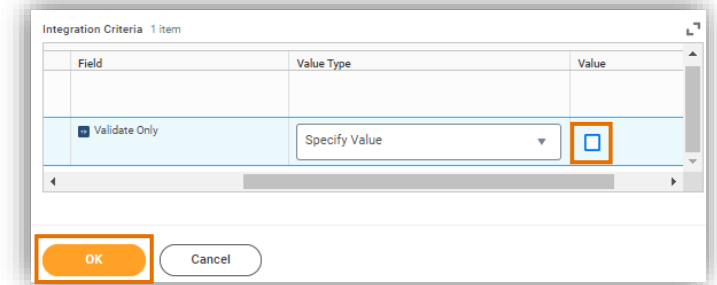 Integration Criteria 1 item
Field Value Type Value
Validate Only Specify Value
OK Cancel